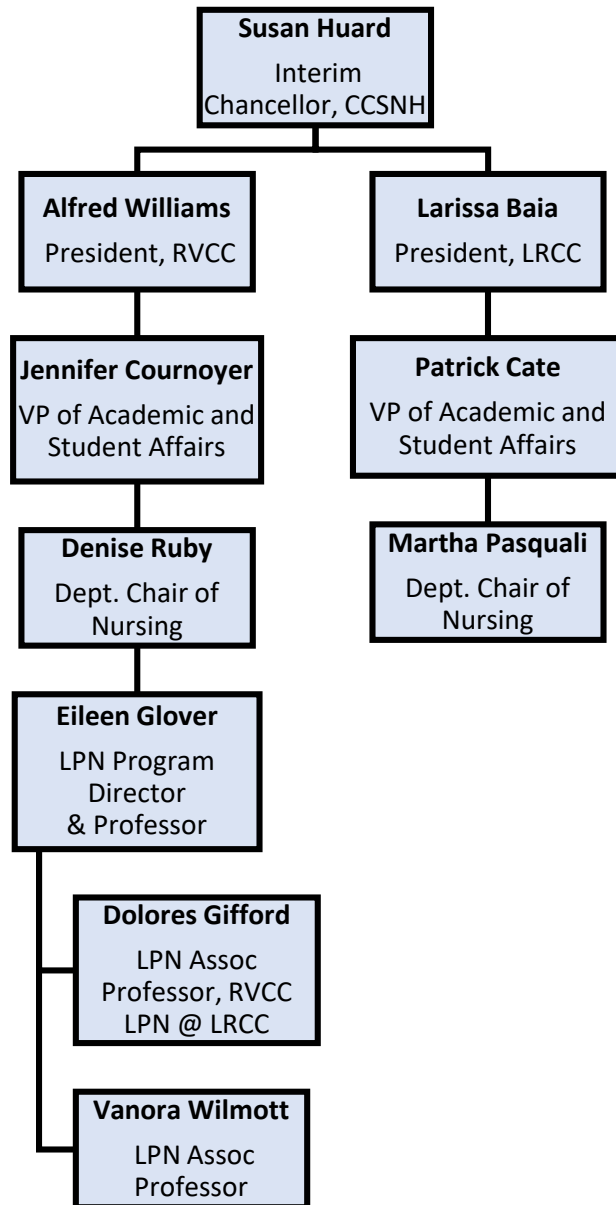 Susan Huard
Interim
Chancellor, CCSNH
Alfred Williams
President, RVCC
Larissa Baia
President, LRCC
Jennifer Cournoyer
VP of Academic and
Student Affairs
Patrick Cate
VP of Academic and
Student Affairs
Denise Ruby
Dept. Chair of
Nursing
Martha Pasquali
Dept. Chair of
Nursing
Eileen Glover
LPN Program
Director
& Professor
Dolores Gifford
LPN Assoc
Professor, RVCC
LPN @ LRCC
Vanora Wilmott
LPN Assoc
Professor